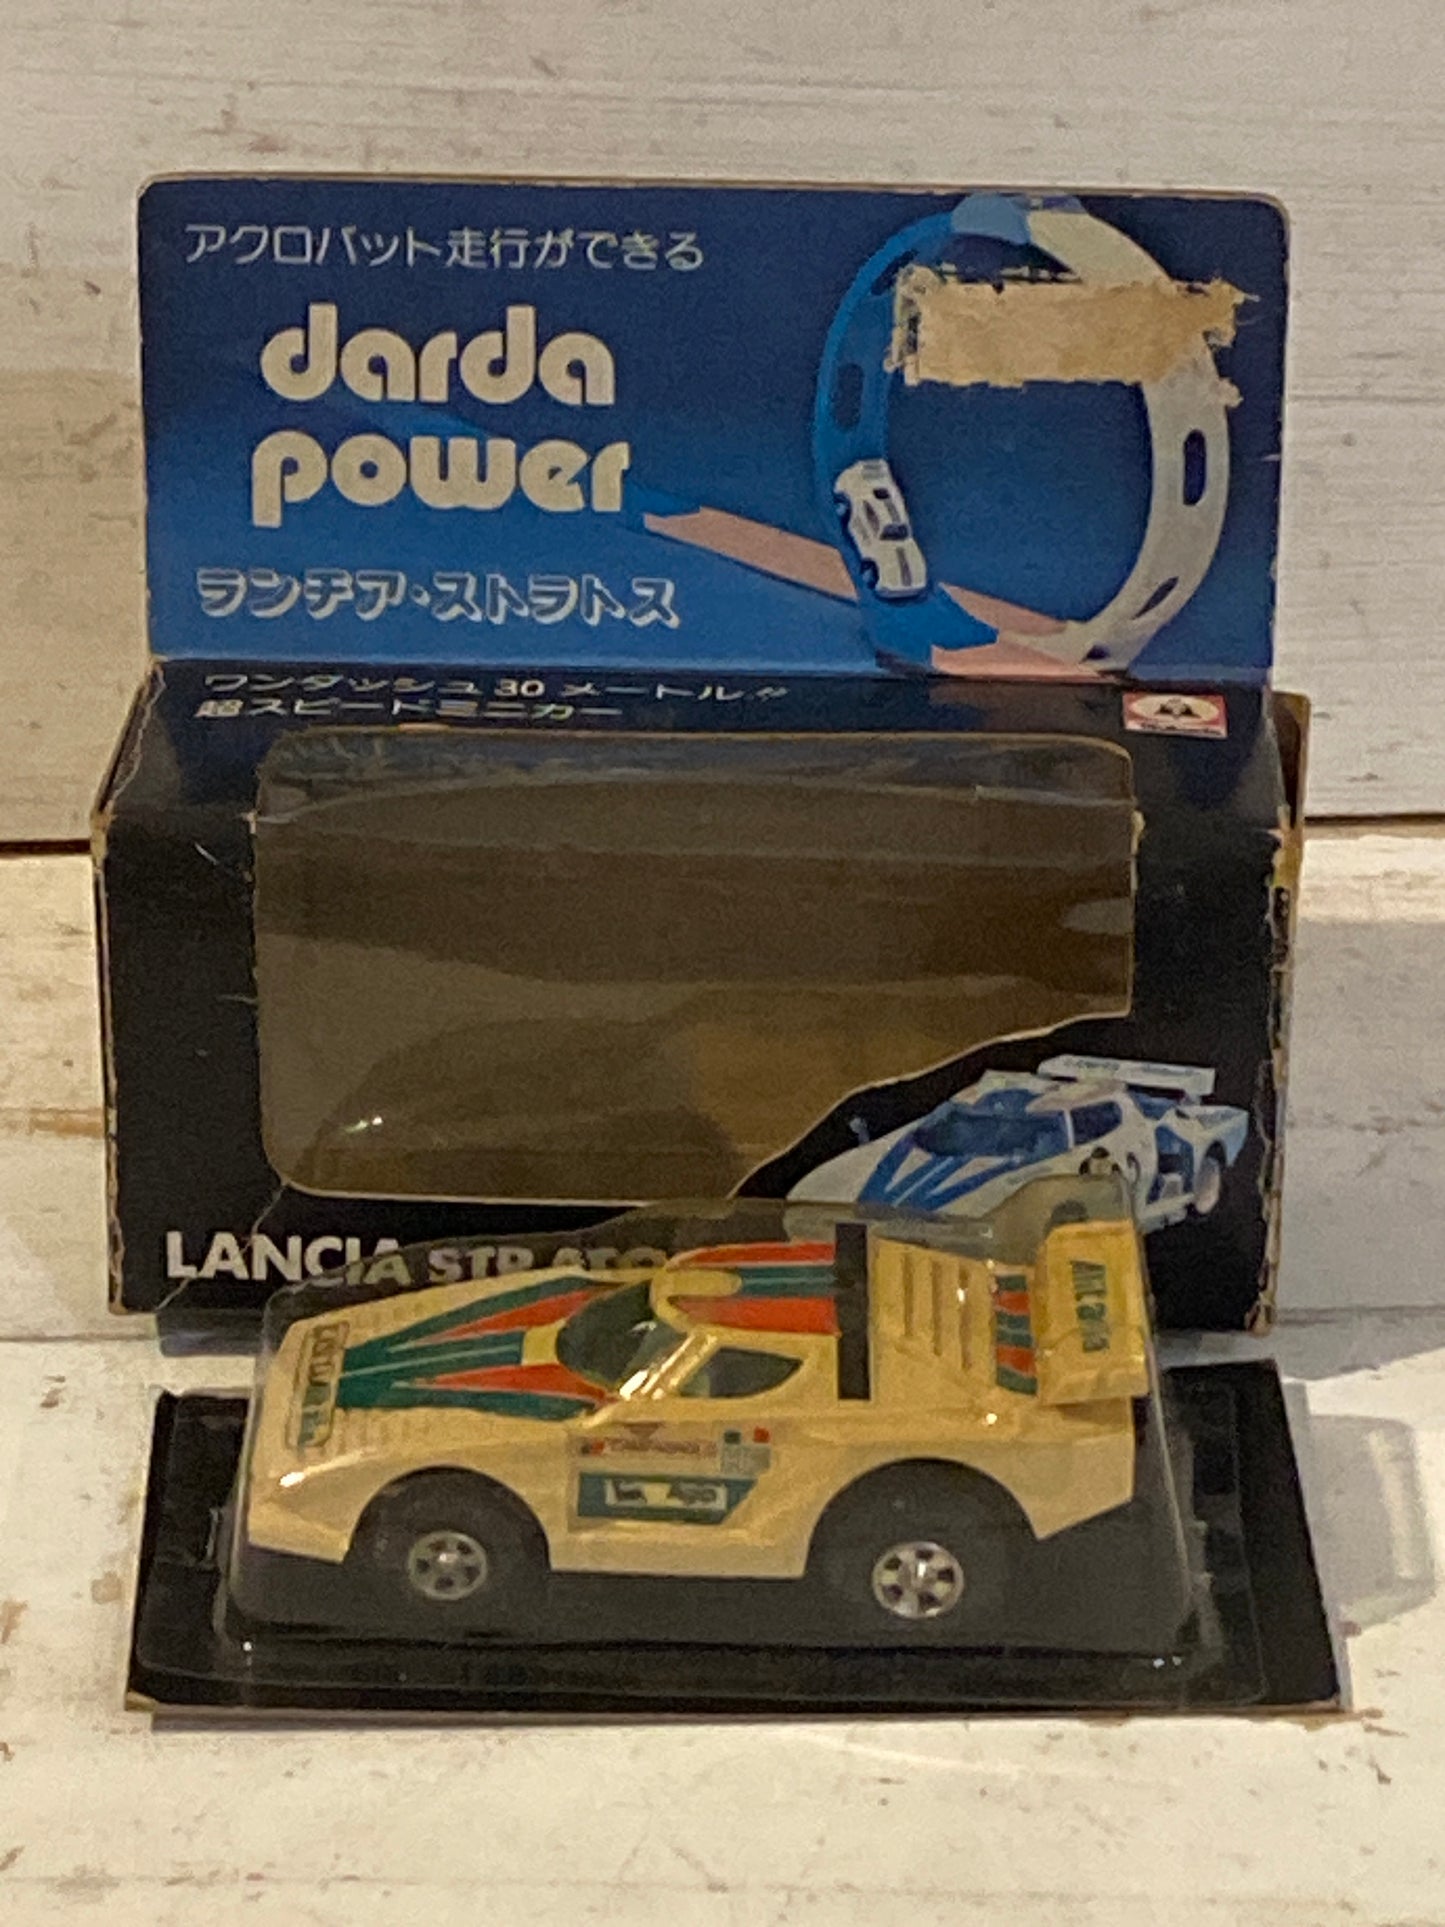 アクロバット走行ができる
darda
power
ランチア・ストラトス
ワンダッシュ30メートル
超スピードミニカー
LANCIA STRATO
Alitalia